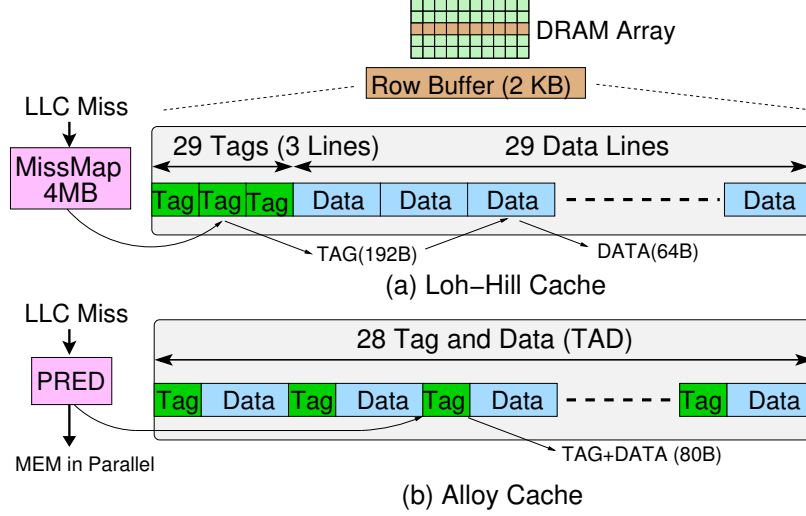 DRAM Array
Row Buffer (2 KB)
LLC Miss
MissMap
4MB
29 Tags (3 Lines)
29 Data Lines
Tag Tag Tag Data Data Data Data
TAG(192B)
DATA(64B)
(a) Loh−Hill Cache
LLC Miss
PRED
MEM in Parallel
28 Tag and Data (TAD)
Tag Data Tag Data Tag Data Tag Data
TAG+DATA (80B)
(b) Alloy Cache